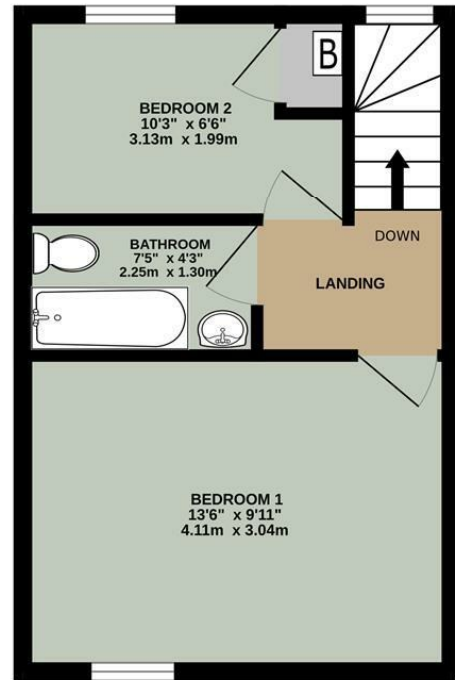 B
BEDROOM 2
10'3" x 6'6"
3.13m x 1.99m
BATHROOM
7'5" x 4'3"
2.25m x 1.30m
DOWN
LANDING
BEDROOM 1
13'6" x 9'11"
4.11m x 3.04m